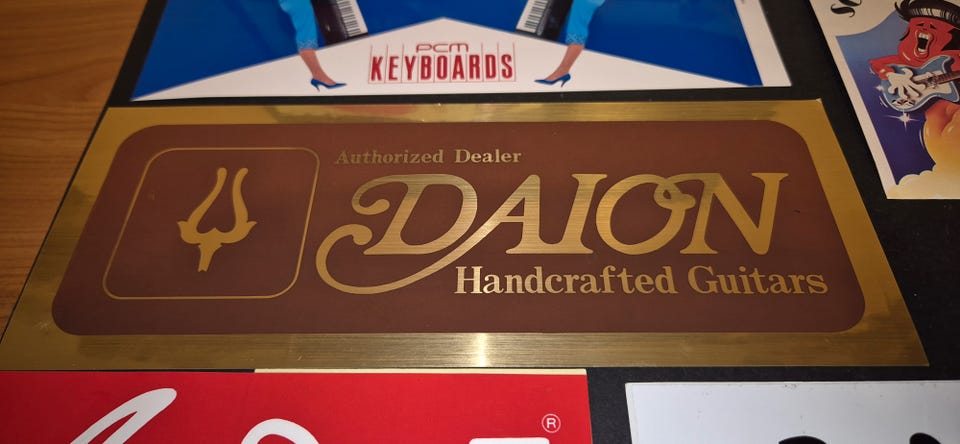 PCM
KEYBOARDS
Authorized Dealer
DAION
Handcrafted Guitars
®